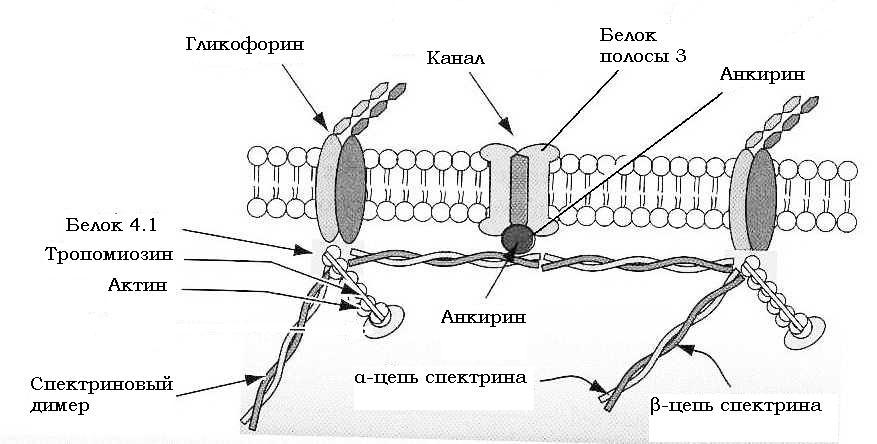 Гликофорин
Канал
Белок
полосы 3
Анкирин
Белок 4.1
Тропомиозин
Актин
Анкирин
Спектриновый
димер
α-цепь спектрина
β-цепь спектрина